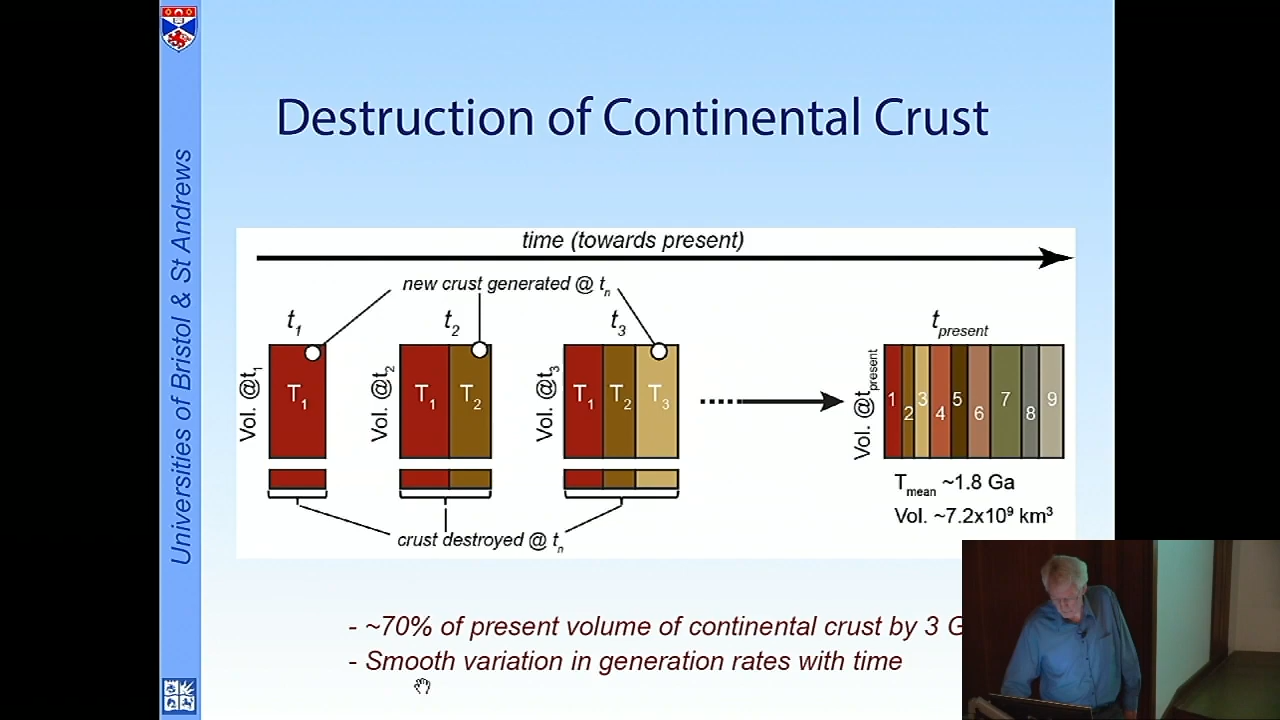 Destruction of Continental Crust
Universities of Bristol & St Andrews
time (towards present)
new crust generated @ tn
t1
t2
t3
tpresent
Vol. @t1
T1
Vol. @t2
T1 T2
Vol. @t3
T1 T2 T3
Vol. @tpresent
1 2 3 4 5 6 7 8 9
Tmean ~1.8 Ga
Vol. ~7.2x10⁹ km³
crust destroyed @ tn
- ~70% of present volume of continental crust by 3
- Smooth variation in generation rates with time